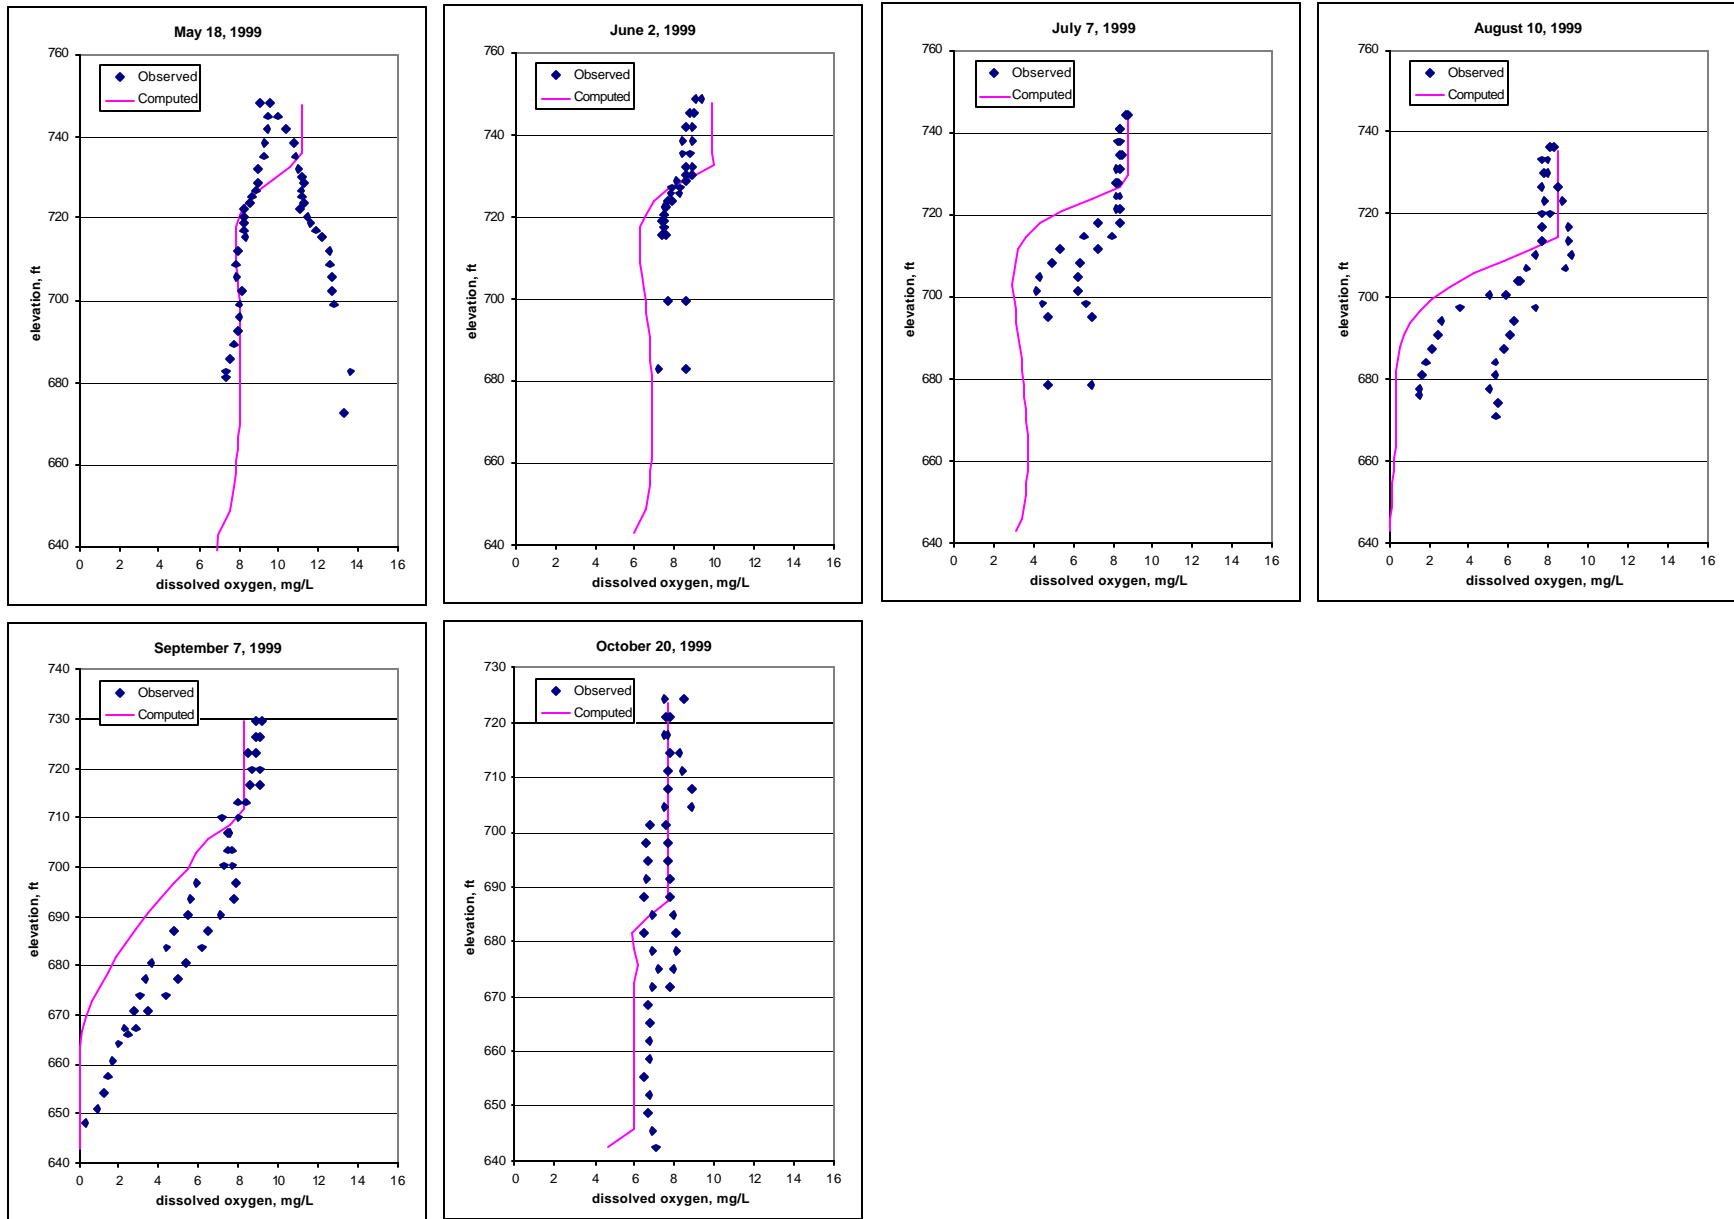 May 18, 1999
760
740
720
700
680
660
640
elevation, ft
Observed
Computed
0 2 4 6 8 10 12 14 16
dissolved oxygen, mg/L
June 2, 1999
760
740
720
700
680
660
640
elevation, ft
Observed
Computed
0 2 4 6 8 10 12 14 16
dissolved oxygen, mg/L
July 7, 1999
760
740
720
700
680
660
640
elevation, ft
Observed
Computed
0 2 4 6 8 10 12 14 16
dissolved oxygen, mg/L
August 10, 1999
760
740
720
700
680
660
640
elevation, ft
Observed
Computed
0 2 4 6 8 10 12 14 16
dissolved oxygen, mg/L
September 7, 1999
740
730
720
710
700
690
680
670
660
650
640
elevation, ft
Observed
Computed
0 2 4 6 8 10 12 14 16
dissolved oxygen, mg/L
October 20, 1999
730
720
710
700
690
680
670
660
650
640
elevation, ft
Observed
Computed
0 2 4 6 8 10 12 14 16
dissolved oxygen, mg/L